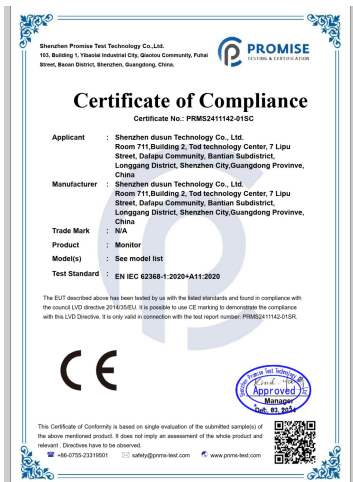 Shenzhen Promise Test Technology Co.,Ltd.
103, Building 1, Yibaolai Industrial City, Qiaotou Community, Fuhai
Street, Baoan District, Shenzhen, Guangdong, China.
PROMISE
TESTING & CERTIFICATION
Certificate of Compliance
Certificate No.: PRMS2411142-01SC
Applicant : Shenzhen dusun Technology Co., Ltd.
Room 711,Building 2, Tod technology Center, 7 Lipu
Street, Dafapu Community, Bantian Subdistrict,
Longgang District, Shenzhen City,Guangdong Provinve,
China
Manufacturer : Shenzhen dusun Technology Co., Ltd.
Room 711,Building 2, Tod technology Center, 7 Lipu
Street, Dafapu Community, Bantian Subdistrict,
Longgang District, Shenzhen City,Guangdong Provinve,
China
Trade Mark : N/A
Product : Monitor
Model(s) : See model list
Test Standard : EN IEC 62368-1:2020+A11:2020
The EUT described above has been tested by us with the listed standards and found in compliance with
the council LVD directive 2014/35/EU. It is possible to use CE marking to demonstrate the compliance
with this LVD Directive. It is only valid in connection with the test report number: PRMS2411142-01SR.
CE
Shenzhen Promise Test Technology Co.,Ltd
Approved
Manager
Dec. 03, 2024
This Certificate of Conformity is based on single evaluation of the submitted sample(s) of
the above mentioned product. It does not imply an assessment of the whole product and
relevant . Directives have to be observed.
+86-0755-23319501 safety@prms-test.com www.prms-test.com